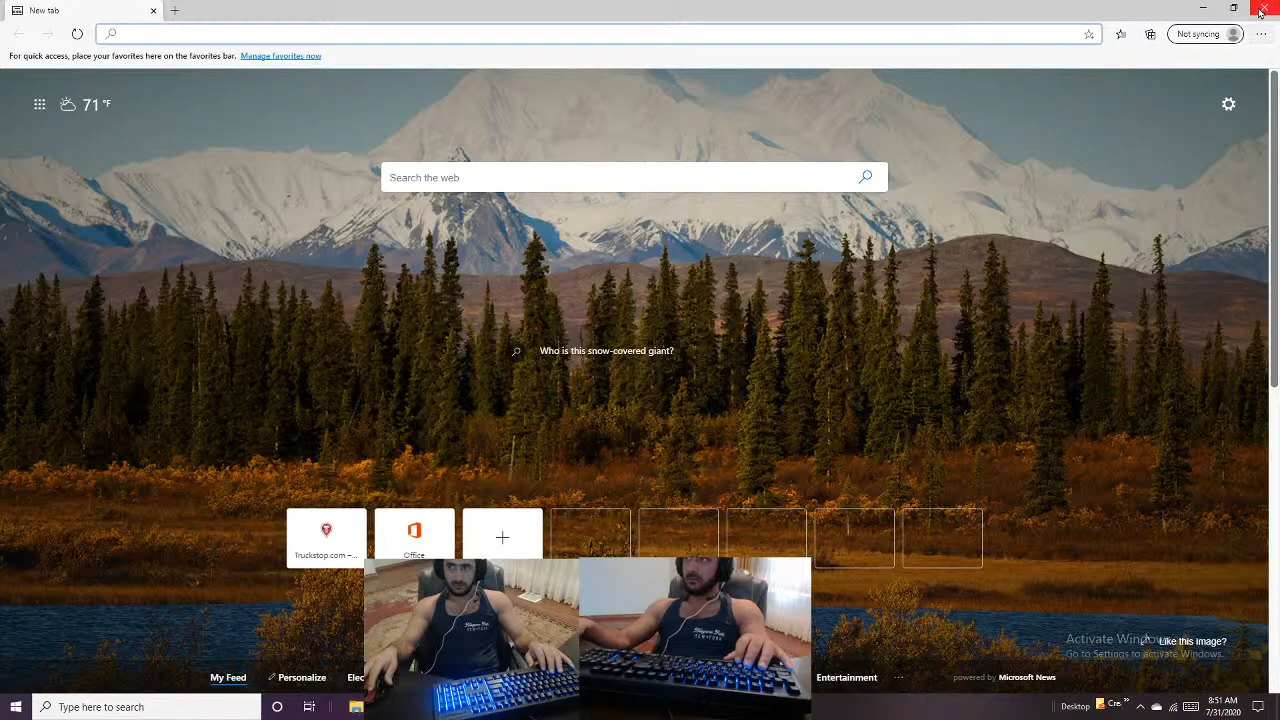 New tab
Not syncing
For quick access, place your favorites here on the favorites bar. Manage favorites now
71 °F
Search the web
Who is this snow-covered giant?
Truckstop.com –...
Office
Activate Windows
Like this image?
Go to Settings to activate Windows.
My Feed
Personalize
Elec
Entertainment
...
powered by Microsoft News
Type here to search
Desktop
Cre...
8:51 AM
7/31/2020